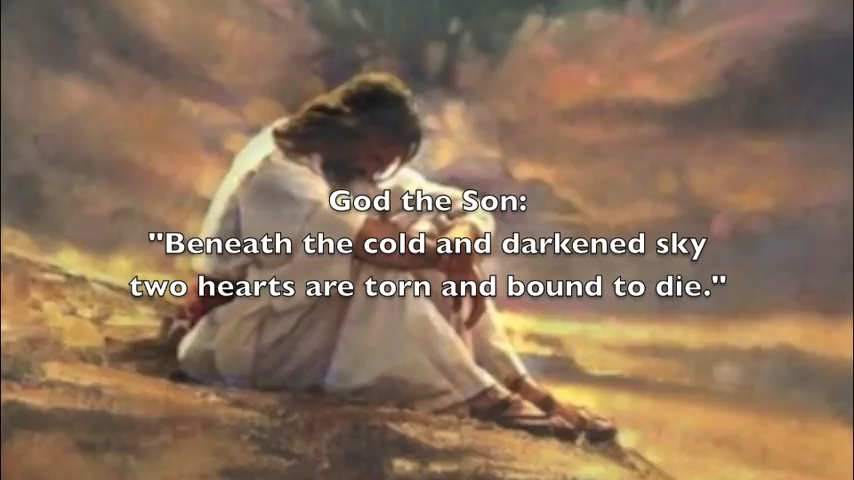 God the Son:
"Beneath the cold and darkened sky
two hearts are torn and bound to die."